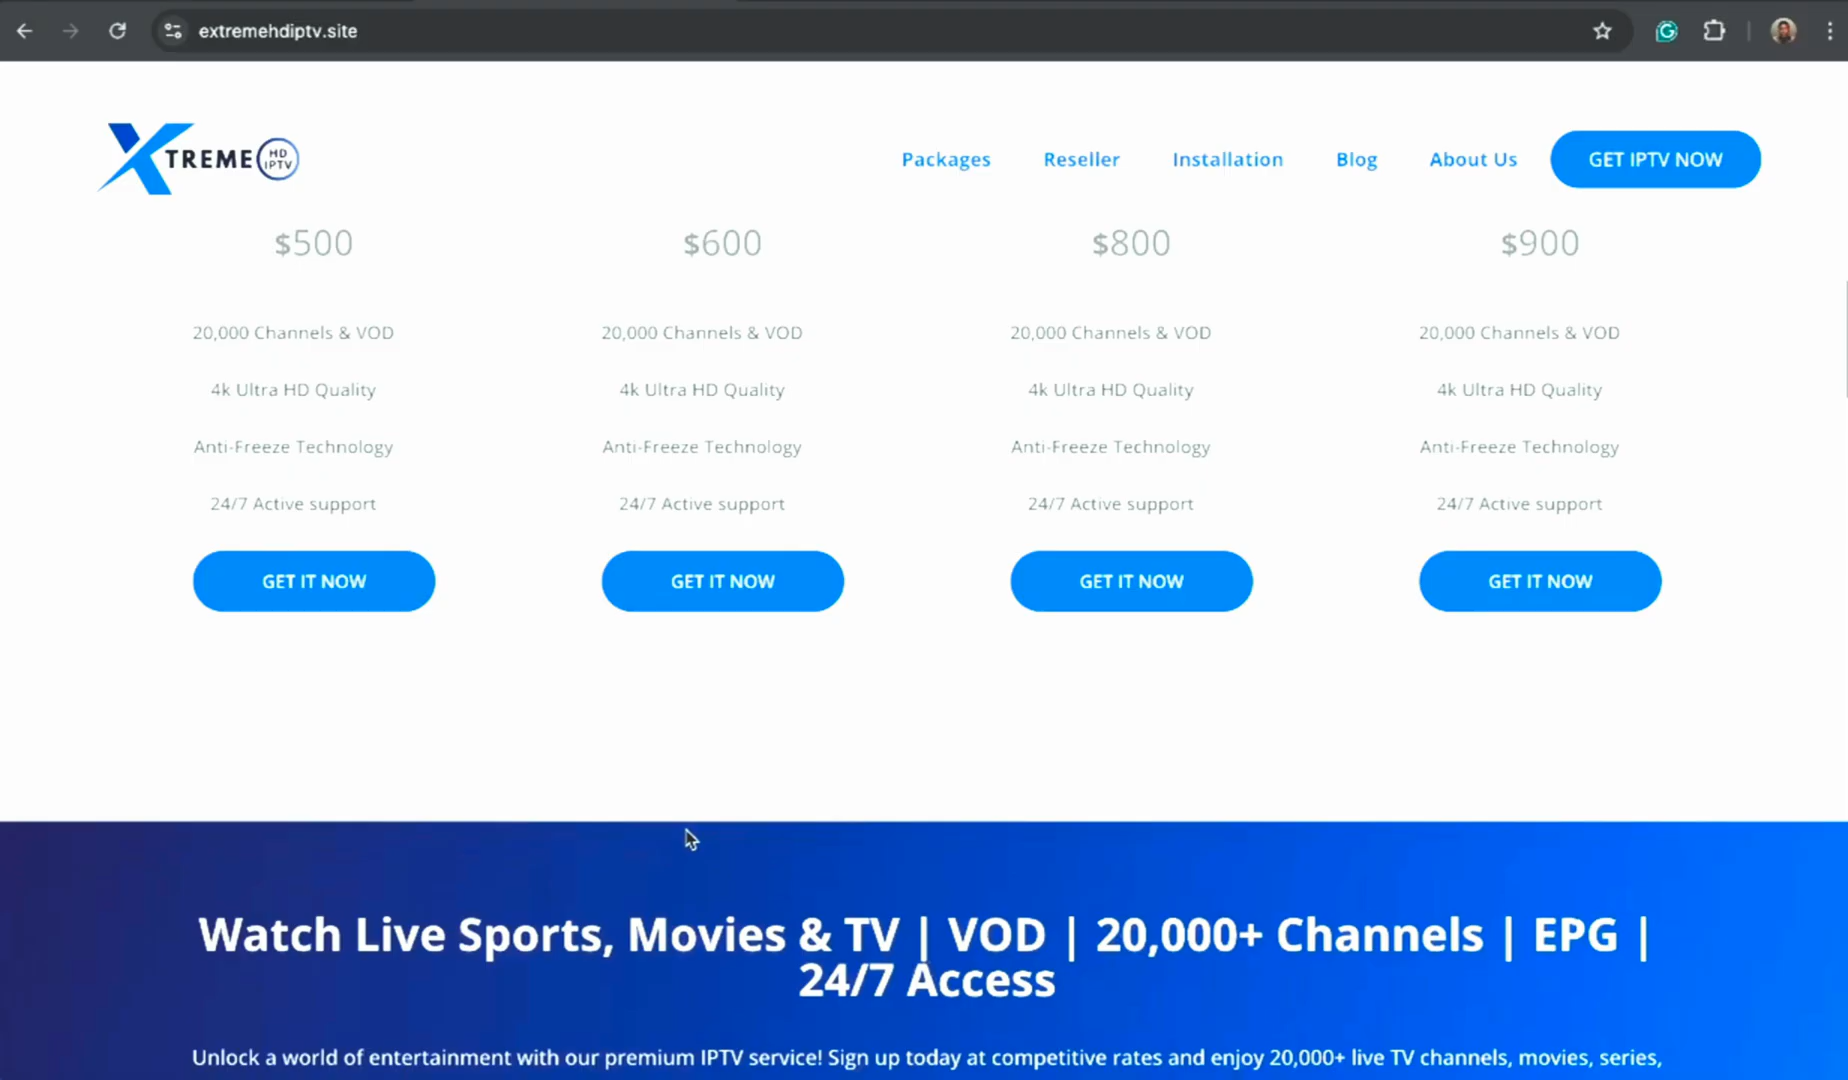 extremehdiptv.site
XTREME HD IPTV
Packages
Reseller
Installation
Blog
About Us
GET IPTV NOW
$500
$600
$800
$900
20,000 Channels & VOD
20,000 Channels & VOD
20,000 Channels & VOD
20,000 Channels & VOD
4k Ultra HD Quality
4k Ultra HD Quality
4k Ultra HD Quality
4k Ultra HD Quality
Anti-Freeze Technology
Anti-Freeze Technology
Anti-Freeze Technology
Anti-Freeze Technology
24/7 Active support
24/7 Active support
24/7 Active support
24/7 Active support
GET IT NOW
GET IT NOW
GET IT NOW
GET IT NOW
Watch Live Sports, Movies & TV | VOD | 20,000+ Channels | EPG |
24/7 Access
Unlock a world of entertainment with our premium IPTV service! Sign up today at competitive rates and enjoy 20,000+ live TV channels, movies, series,